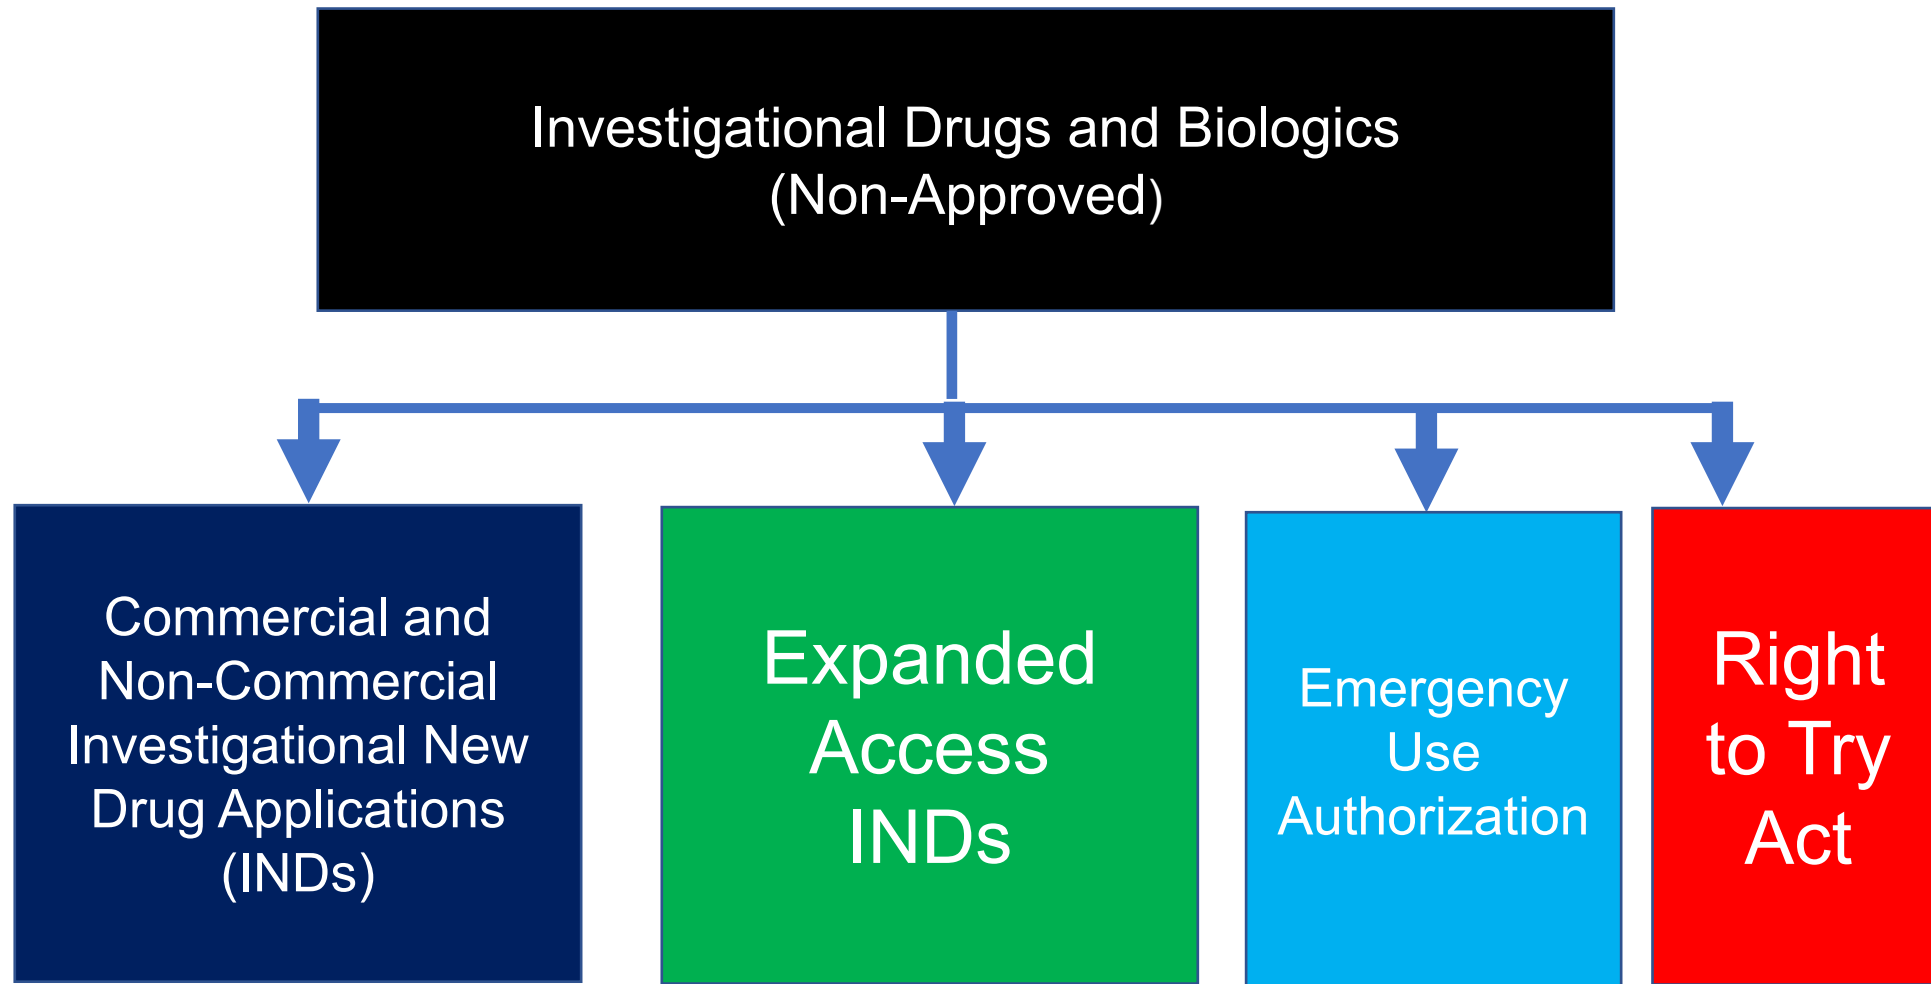 Investigational Drugs and Biologics
(Non-Approved)
Commercial and
Non-Commercial
Investigational New
Drug Applications
(INDs)
Expanded
Access
INDs
Emergency
Use
Authorization
Right
to Try
Act